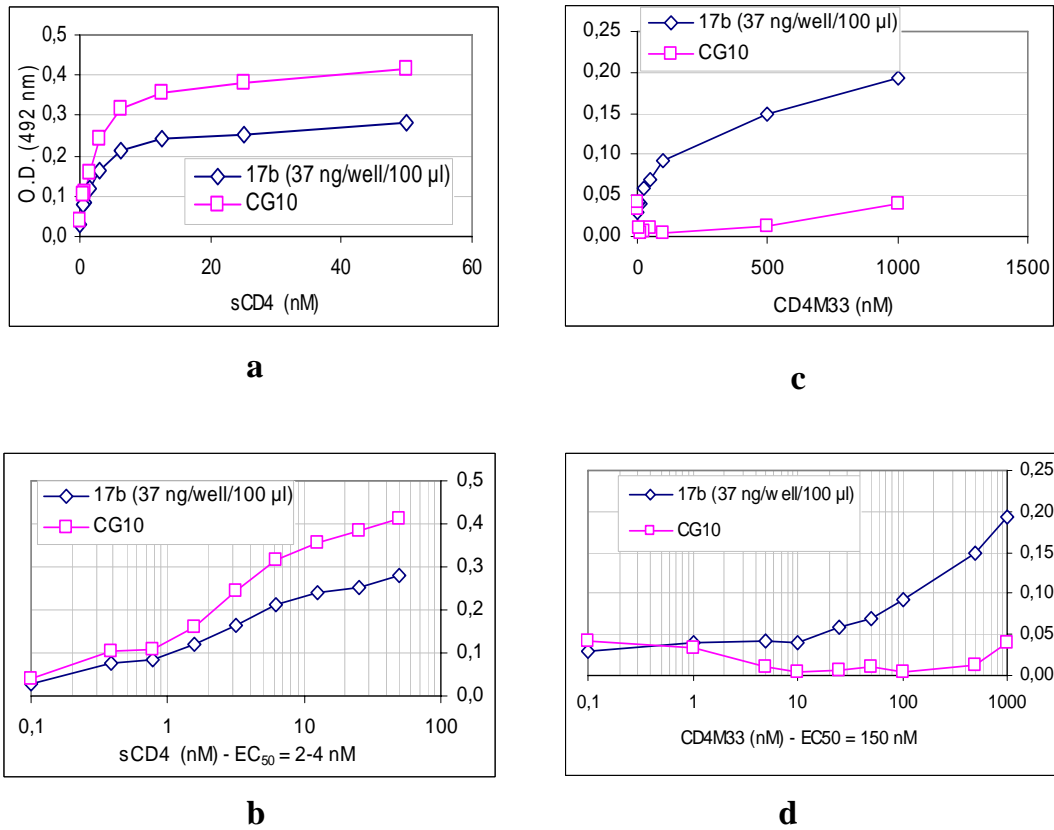 0,5
0,4
0,3
0,2
0,1
0,0
O.D. (492 nm)
17b (37 ng/well/100 µl)
CG10
0
20
40
60
sCD4 (nM)
a
0,25
0,20
0,15
0,10
0,05
0,00
17b (37 ng/well/100 µl)
CG10
0
500
1000
1500
CD4M33 (nM)
c
17b (37 ng/well/100 µl)
CG10
0,5
0,4
0,3
0,2
0,1
0,0
0,1
1
10
100
sCD4 (nM) - EC50 = 2-4 nM
b
17b (37 ng/well/100 µl)
CG10
0,25
0,20
0,15
0,10
0,05
0,00
0,1
1
10
100
1000
CD4M33 (nM) - EC50 = 150 nM
d